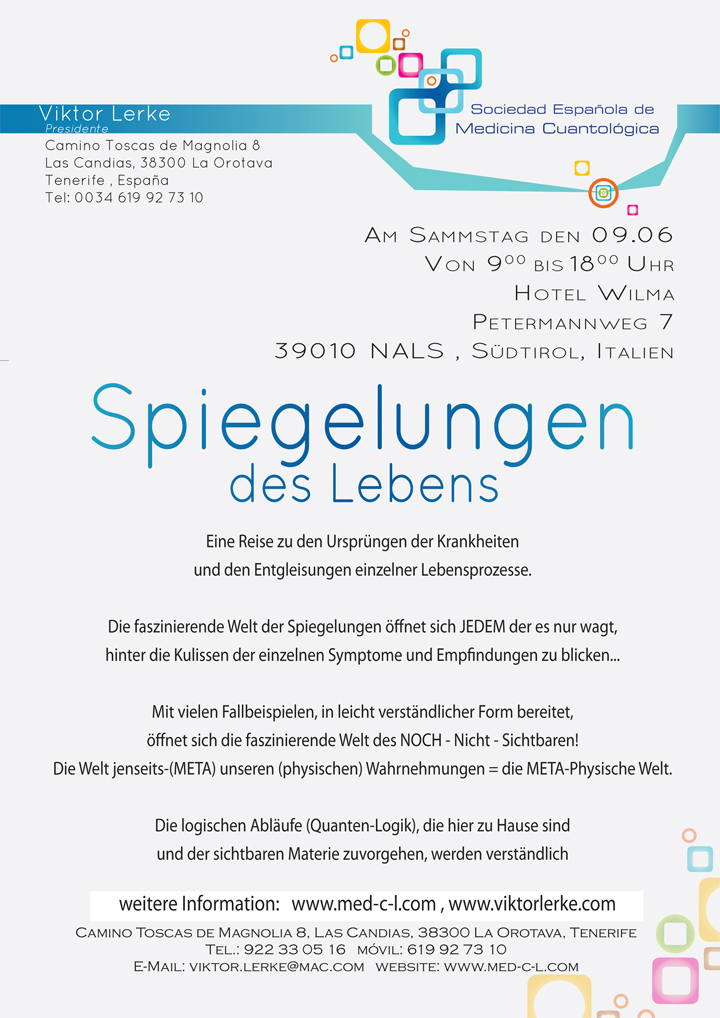 Viktor Lerke
Presidente
Camino Toscas de Magnolia 8
Las Candias, 38300 La Orotava
Tenerife , España
Tel: 0034 619 92 73 10
Sociedad Española de
Medicina Cuantológica
Am Sammstag den 09.06
Von 9⁰⁰ bis 18⁰⁰ Uhr
Hotel Wilma
Petermannweg 7
39010 NALS , Südtirol, Italien
Spiegelungen
des Lebens
Eine Reise zu den Ursprüngen der Krankheiten
und den Entgleisungen einzelner Lebensprozesse.
Die faszinierende Welt der Spiegelungen öffnet sich JEDEM der es nur wagt,
hinter die Kulissen der einzelnen Symptome und Empfindungen zu blicken...
Mit vielen Fallbeispielen, in leicht verständlicher Form bereitet,
öffnet sich die faszinierende Welt des NOCH - Nicht - Sichtbaren!
Die Welt jenseits-(META) unseren (physischen) Wahrnehmungen = die META-Physische Welt.
Die logischen Abläufe (Quanten-Logik), die hier zu Hause sind
und der sichtbaren Materie zuvorgehen, werden verständlich
weitere Information: www.med-c-l.com , www.viktorlerke.com
Camino Toscas de Magnolia 8, Las Candias, 38300 La Orotava, Tenerife
Tel.: 922 33 05 16 móvil: 619 92 73 10
E-Mail: viktor.lerke@mac.com website: www.med-c-l.com